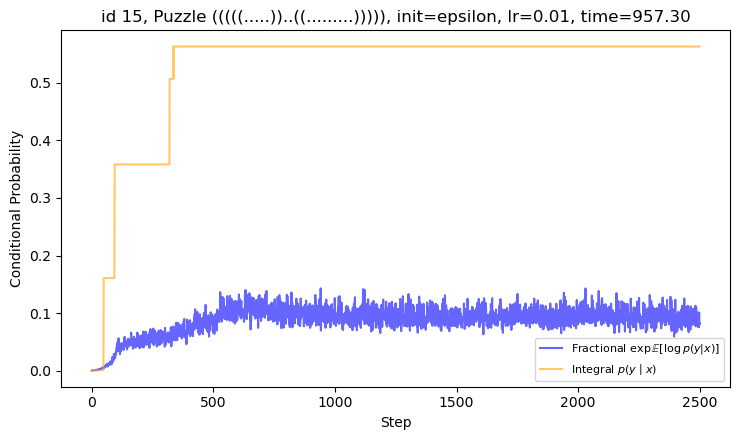 id 15, Puzzle (((((.....))..((.........))))), init=epsilon, lr=0.01, time=957.30
Conditional Probability
0.5
0.4
0.3
0.2
0.1
0.0
Fractional exp𝔼[log p(y|x)]
Integral p(y | x)
0 500 1000 1500 2000 2500
Step